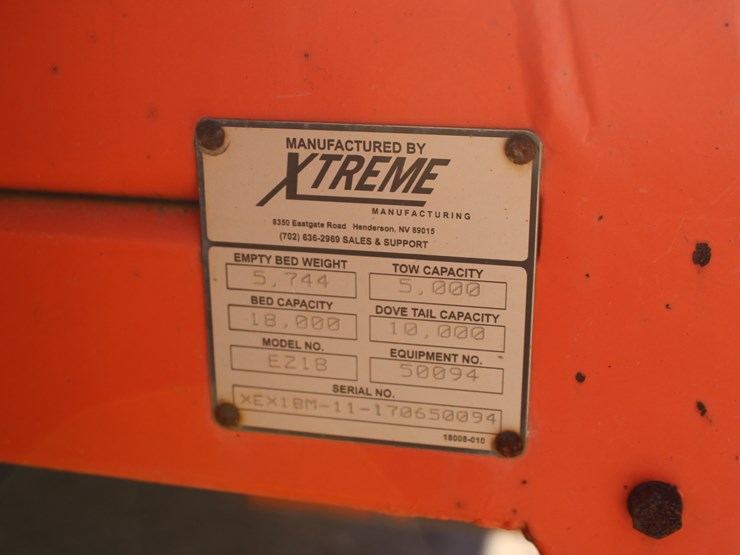 MANUFACTURED BY
XTREME
MANUFACTURING
8350 Eastgate Road Henderson, NV 89015
(702) 636-2969 SALES & SUPPORT
EMPTY BED WEIGHT TOW CAPACITY
5,744 5,000
BED CAPACITY DOVE TAIL CAPACITY
18,000 10,000
MODEL NO. EQUIPMENT NO.
EZ18 50094
SERIAL NO.
XEX18M-11-170650094
18008-010